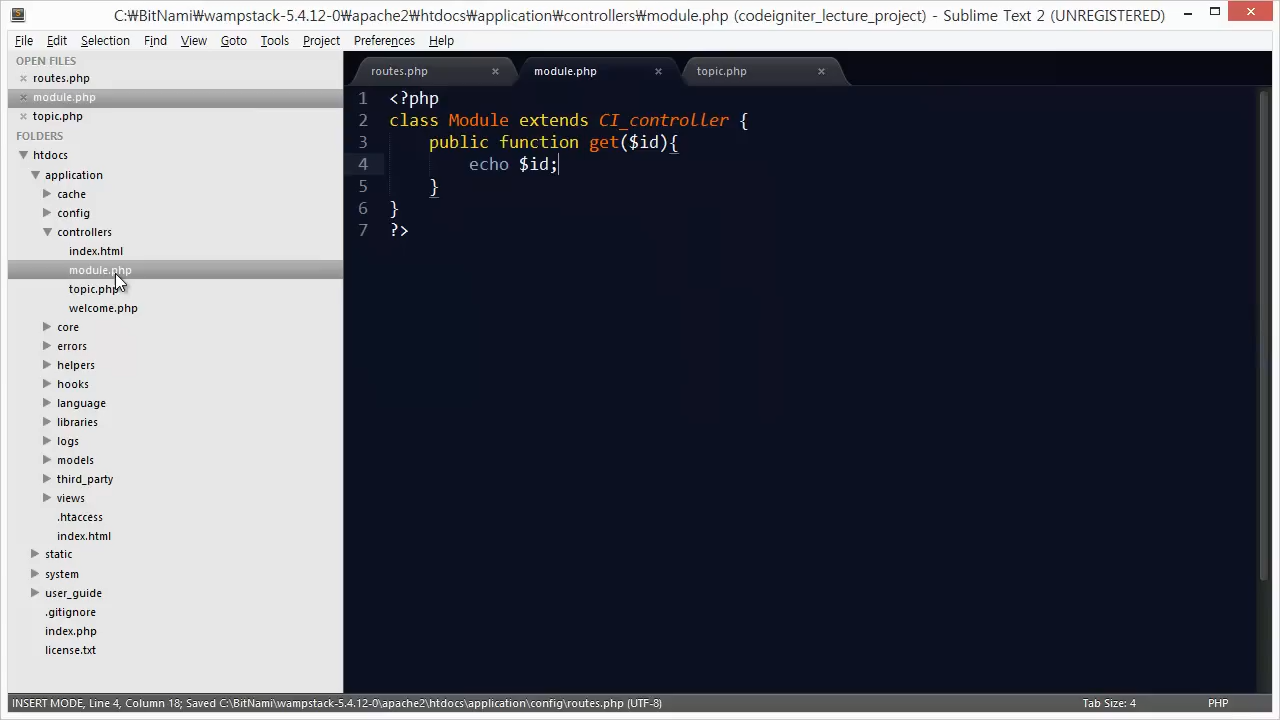 C:₩BitNami₩wampstack-5.4.12-0₩apache2₩htdocs₩application₩controllers₩module.php (codeigniter_lecture_project) - Sublime Text 2 (UNREGISTERED)
File Edit Selection Find View Goto Tools Project Preferences Help
OPEN FILES
routes.php
module.php
topic.php
FOLDERS
htdocs
application
cache
config
controllers
index.html
module.php
topic.php
welcome.php
core
errors
helpers
hooks
language
libraries
logs
models
third_party
views
.htaccess
index.html
static
system
user_guide
.gitignore
index.php
license.txt
routes.php module.php topic.php
1 <?php
2 class Module extends CI_controller {
3 public function get($id){
4 echo $id;
5 }
6 }
7 ?>
INSERT MODE, Line 4, Column 18; Saved C:\BitNami\wampstack-5.4.12-0\apache2\htdocs\application\config\routes.php (UTF-8) Tab Size: 4 PHP